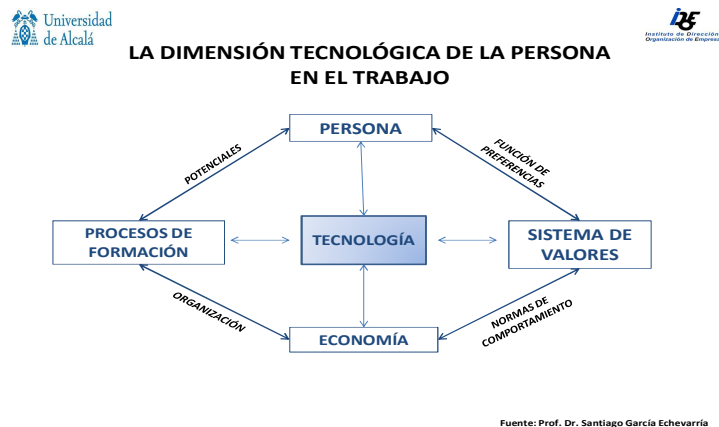 Universidad
de Alcalá
Instituto de Dirección
Organización de Empresa
LA DIMENSIÓN TECNOLÓGICA DE LA PERSONA
EN EL TRABAJO
PERSONA
POTENCIALES
FUNCIÓN DE
PREFERENCIAS
PROCESOS DE
FORMACIÓN
TECNOLOGÍA
SISTEMA DE
VALORES
ORGANIZACIÓN
NORMAS DE
COMPORTAMIENTO
ECONOMÍA
Fuente: Prof. Dr. Santiago García Echevarría